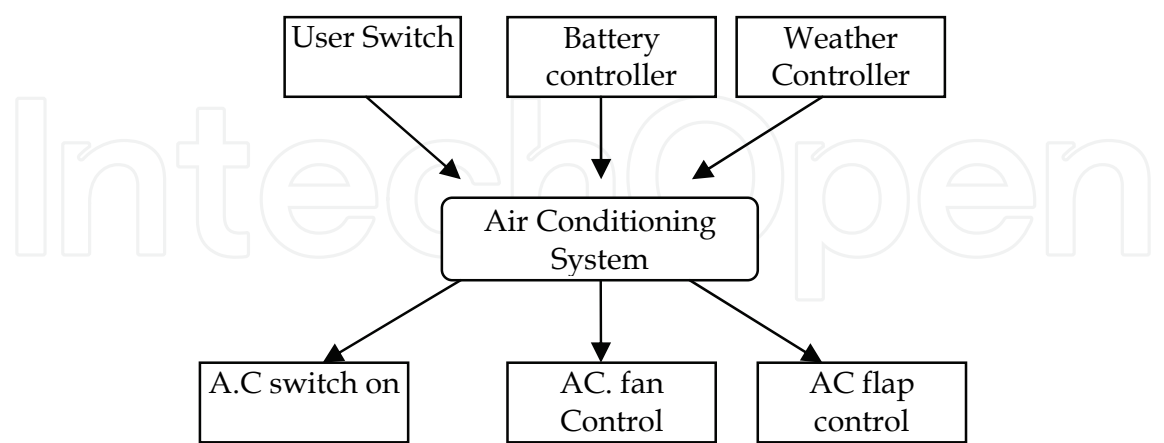 User Switch
Battery
controller
Weather
Controller
IntechOpen
Air Conditioning
System
A.C switch on
AC. fan
Control
AC flap
control